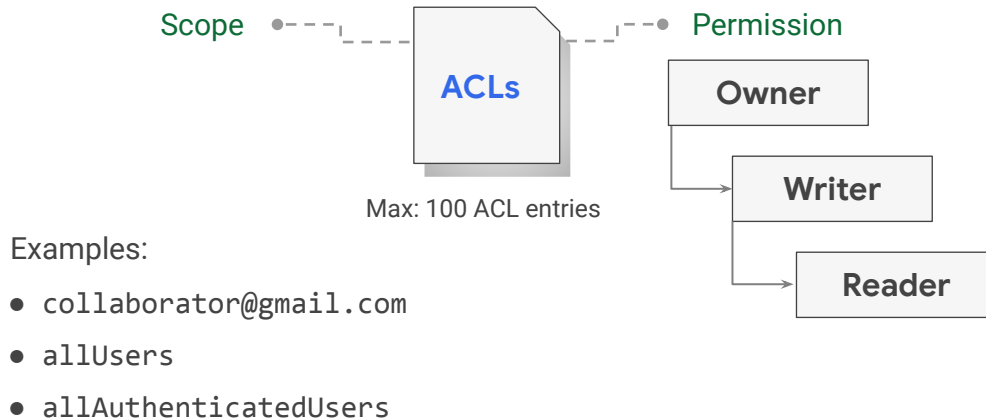 Scope
Permission
ACLs
Owner
Writer
Reader
Max: 100 ACL entries
Examples:
● collaborator@gmail.com
● allUsers
● allAuthenticatedUsers